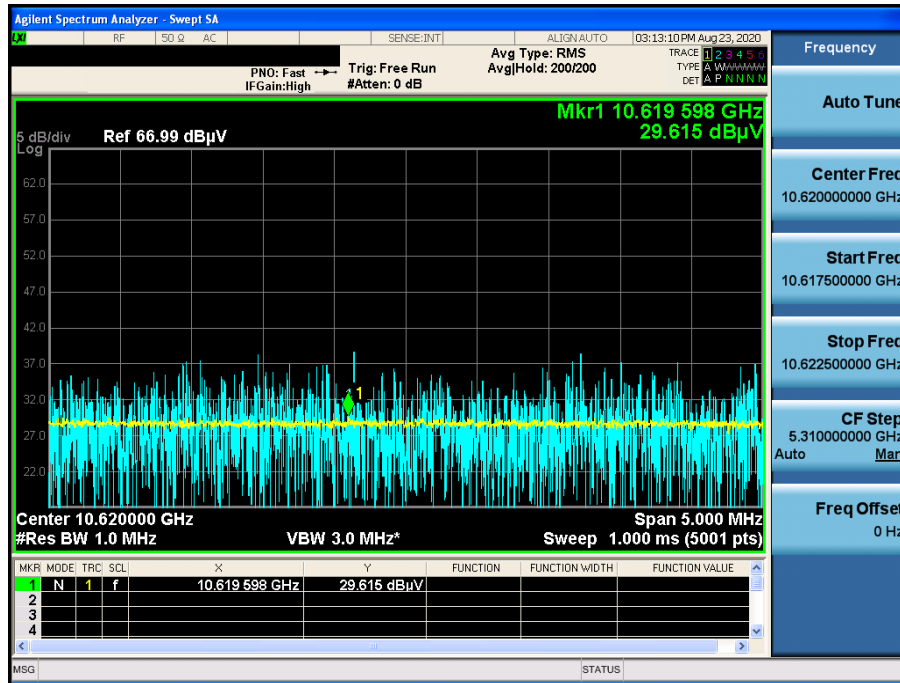 Agilent Spectrum Analyzer - Swept SA
LXI RF 50 Ω AC SENSE:INT ALIGN AUTO 03:13:10 PM Aug 23, 2020
PNO: Fast Trig: Free Run Avg Type: RMS TRACE 1 2 3 4 5 6
IFGain:High #Atten: 0 dB Avg|Hold: 200/200 TYPE A WWWWW
DET A P N N N N
Mkr1 10.619 598 GHz
29.615 dBµV
5 dB/div Ref 66.99 dBµV
Log
62.0
57.0
52.0
47.0
42.0
37.0
32.0
27.0
22.0
1
Center 10.620000 GHz Span 5.000 MHz
#Res BW 1.0 MHz VBW 3.0 MHz* Sweep 1.000 ms (5001 pts)
MKR MODE TRC SCL X Y FUNCTION FUNCTION WIDTH FUNCTION VALUE
1 N 1 f 10.619 598 GHz 29.615 dBµV
2
3
4
MSG STATUS
Frequency
Auto Tune
Center Freq
10.620000000 GHz
Start Freq
10.617500000 GHz
Stop Freq
10.622500000 GHz
CF Step
5.310000000 GHz
Auto Man
Freq Offset
0 Hz